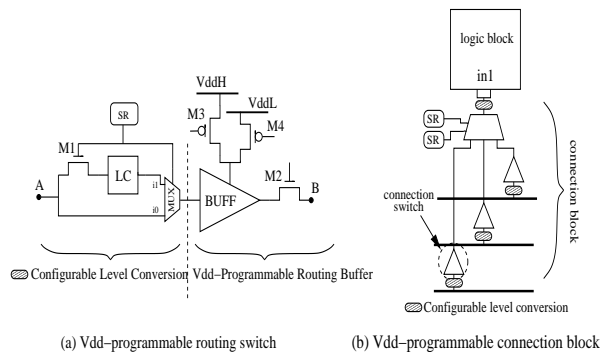 VddH
VddL
SR
M3
M4
M1
M2
A
LC
i1
i0
MUX
BUFF
B
Configurable Level Conversion
Vdd−Programmable Routing Buffer
(a) Vdd−programmable routing switch
logic block
in1
SR
SR
connection
switch
connection block
Configurable level conversion
(b) Vdd−programmable connection block